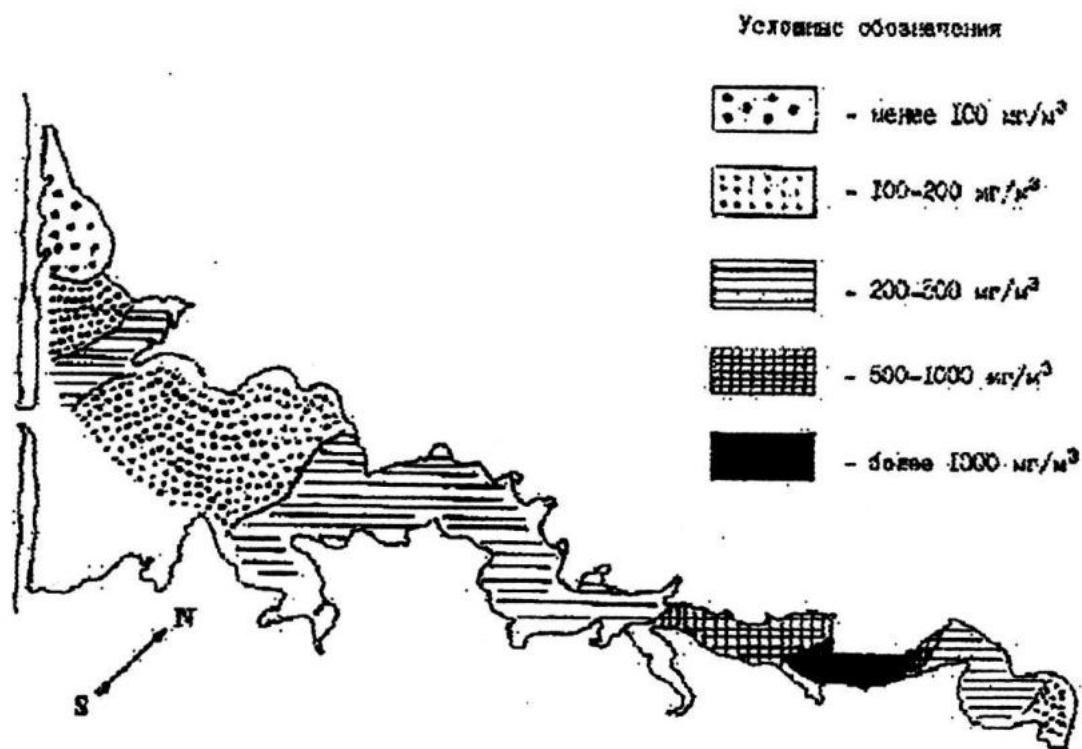 Условные обозначения
- менее 100 мг/м³
- 100-200 мг/м³
- 200-500 мг/м³
- 500-1000 мг/м³
- более 1000 мг/м³
N
S